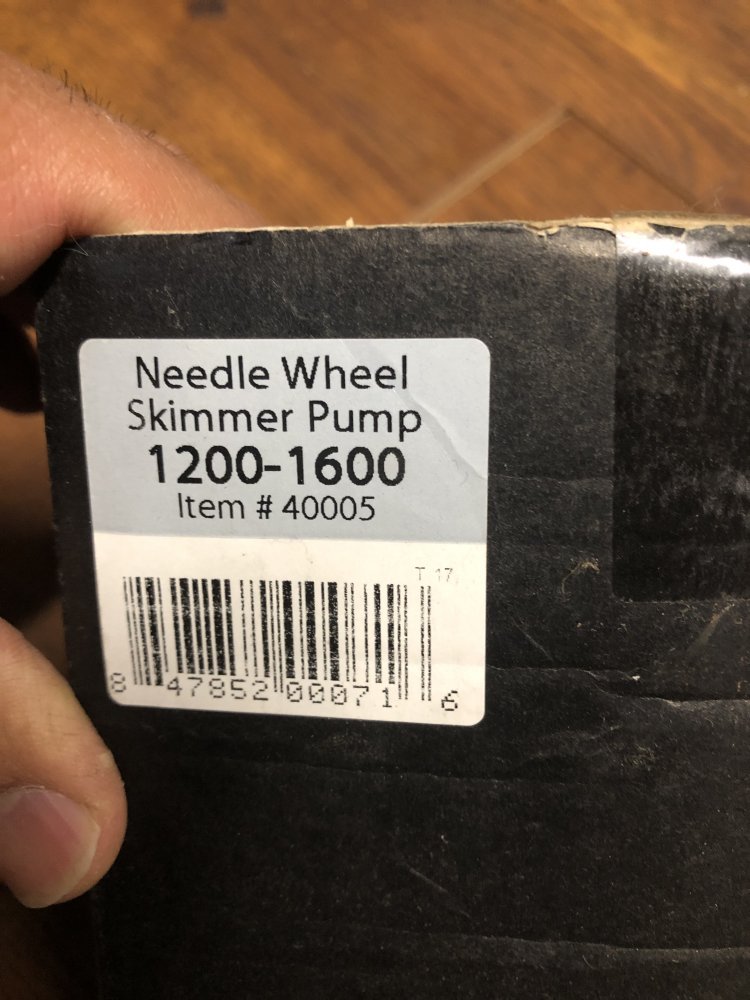 Needle Wheel
Skimmer Pump
1200-1600
Item # 40005
T 17
8 47852 00071 6